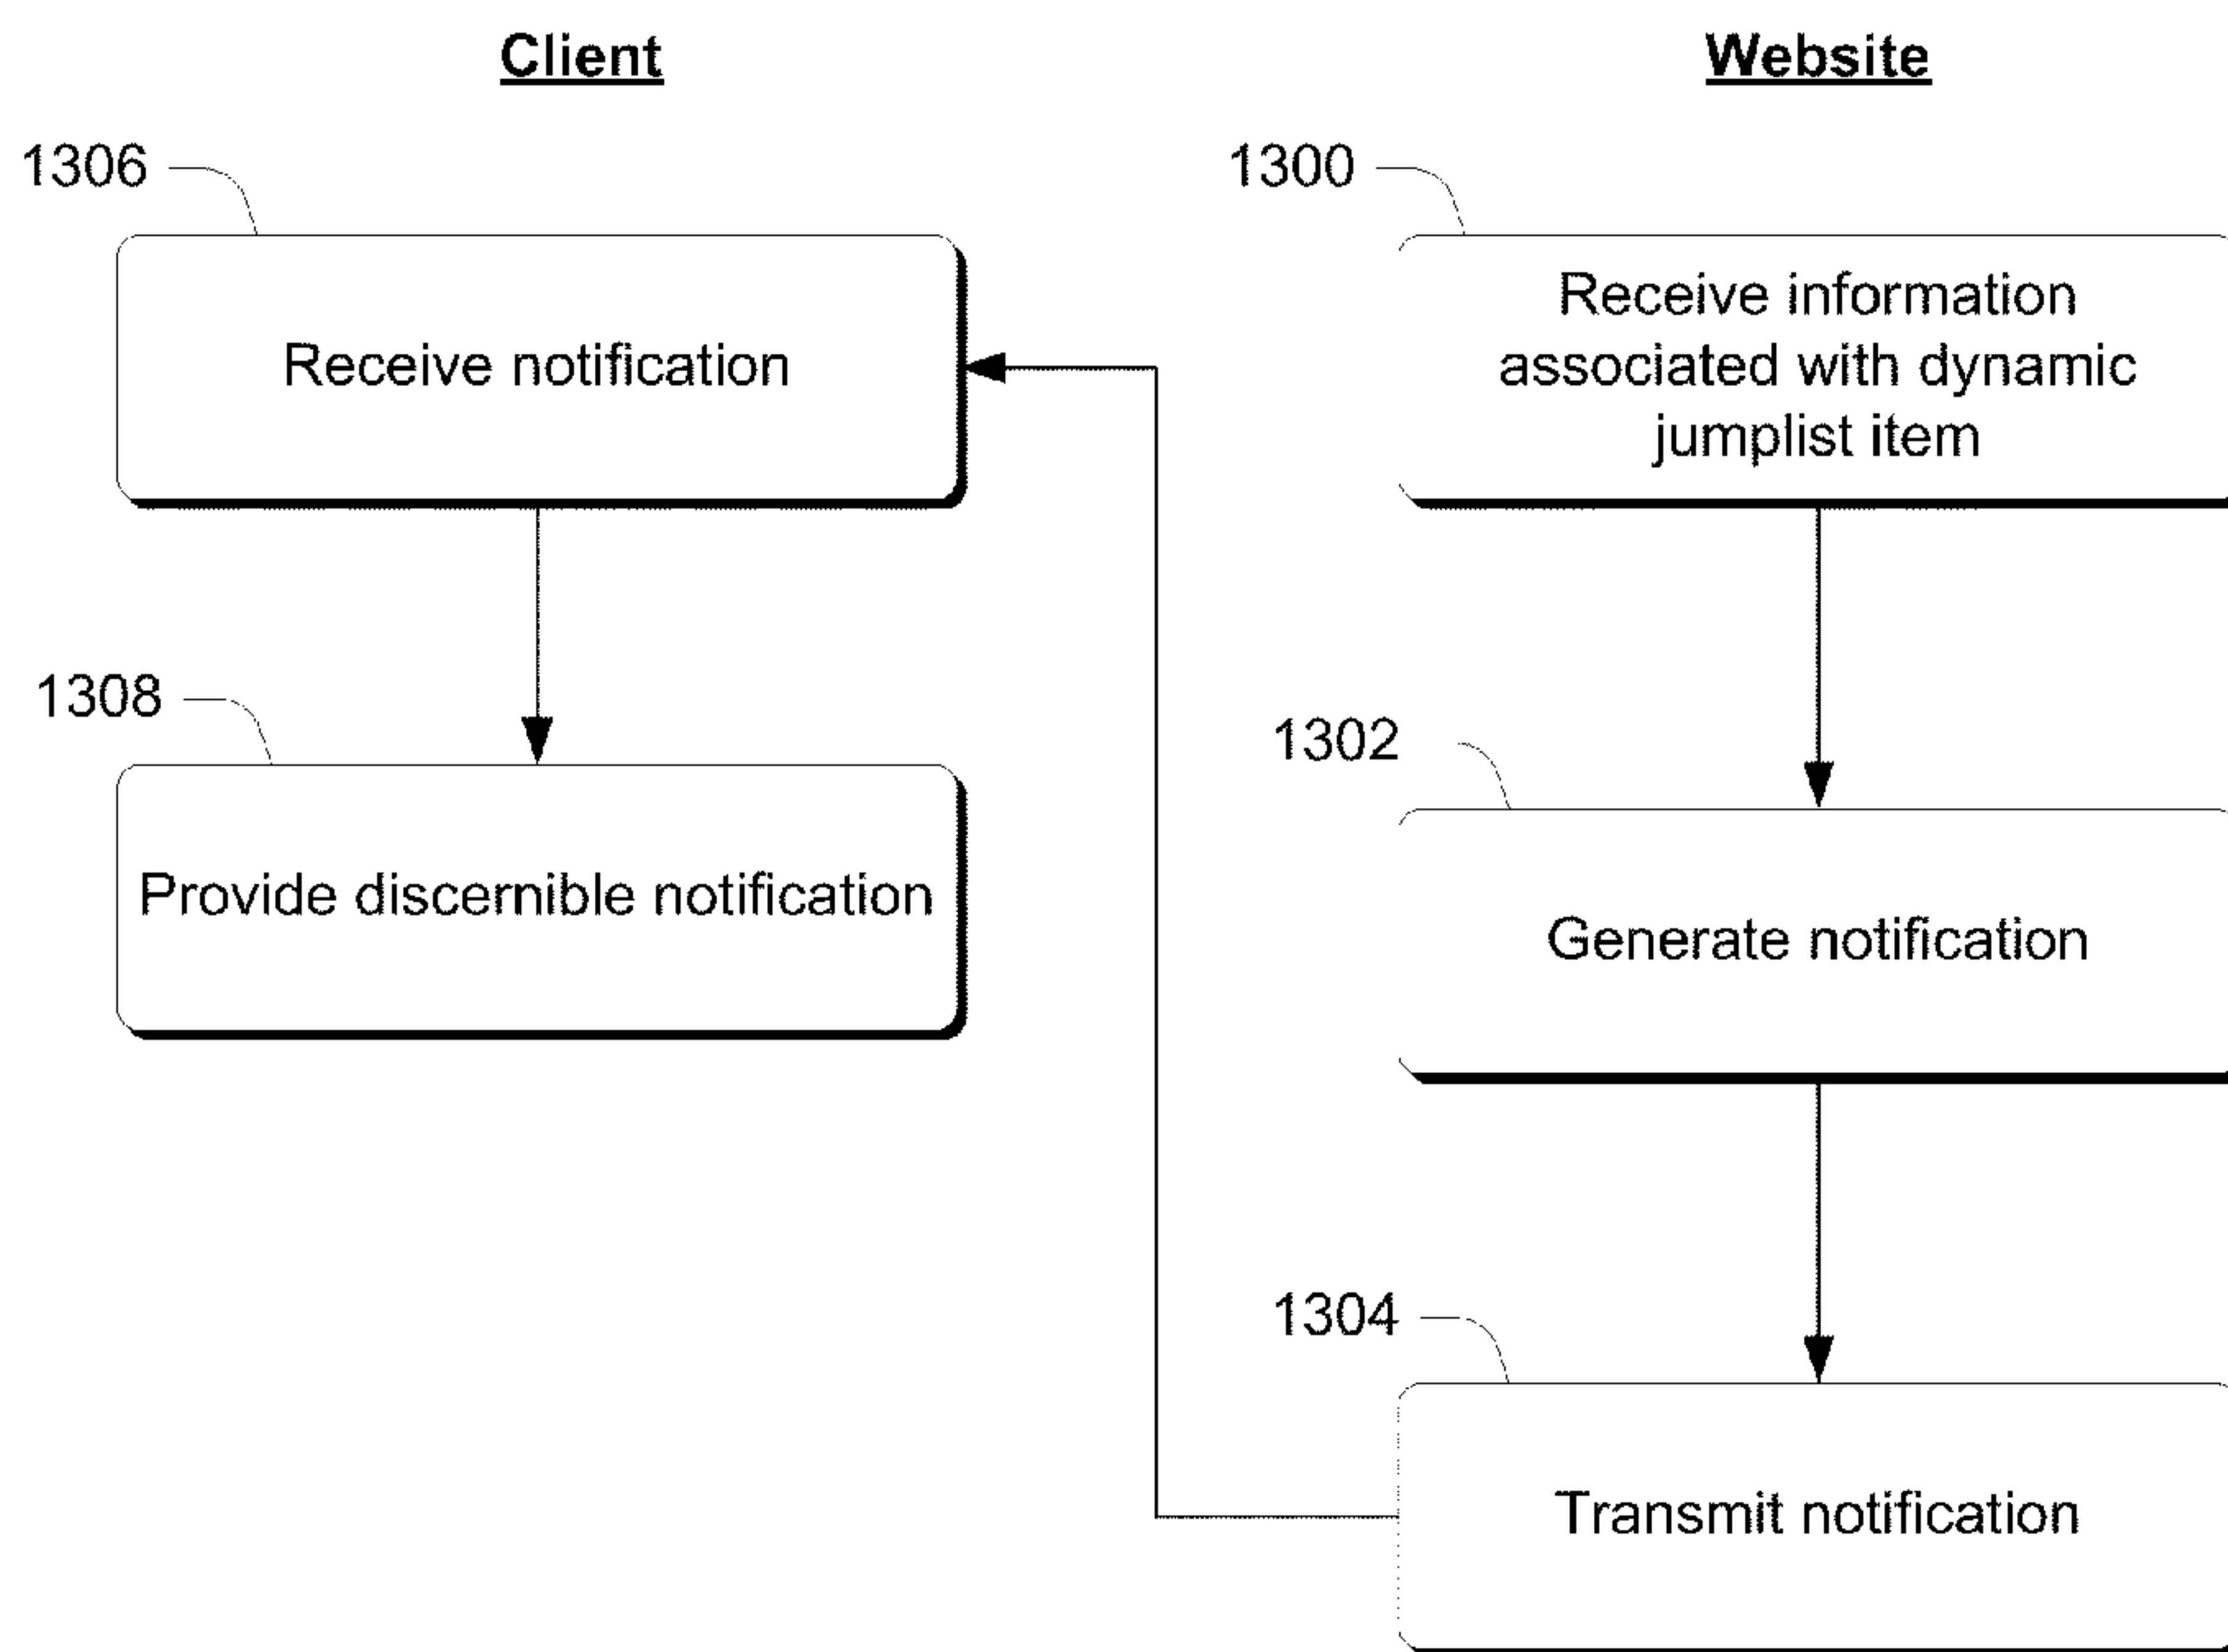 Client
1306
Receive notification
1308
Provide discernible notification
Website
1300
Receive information
associated with dynamic
jumplist item
1302
Generate notification
1304
Transmit notification